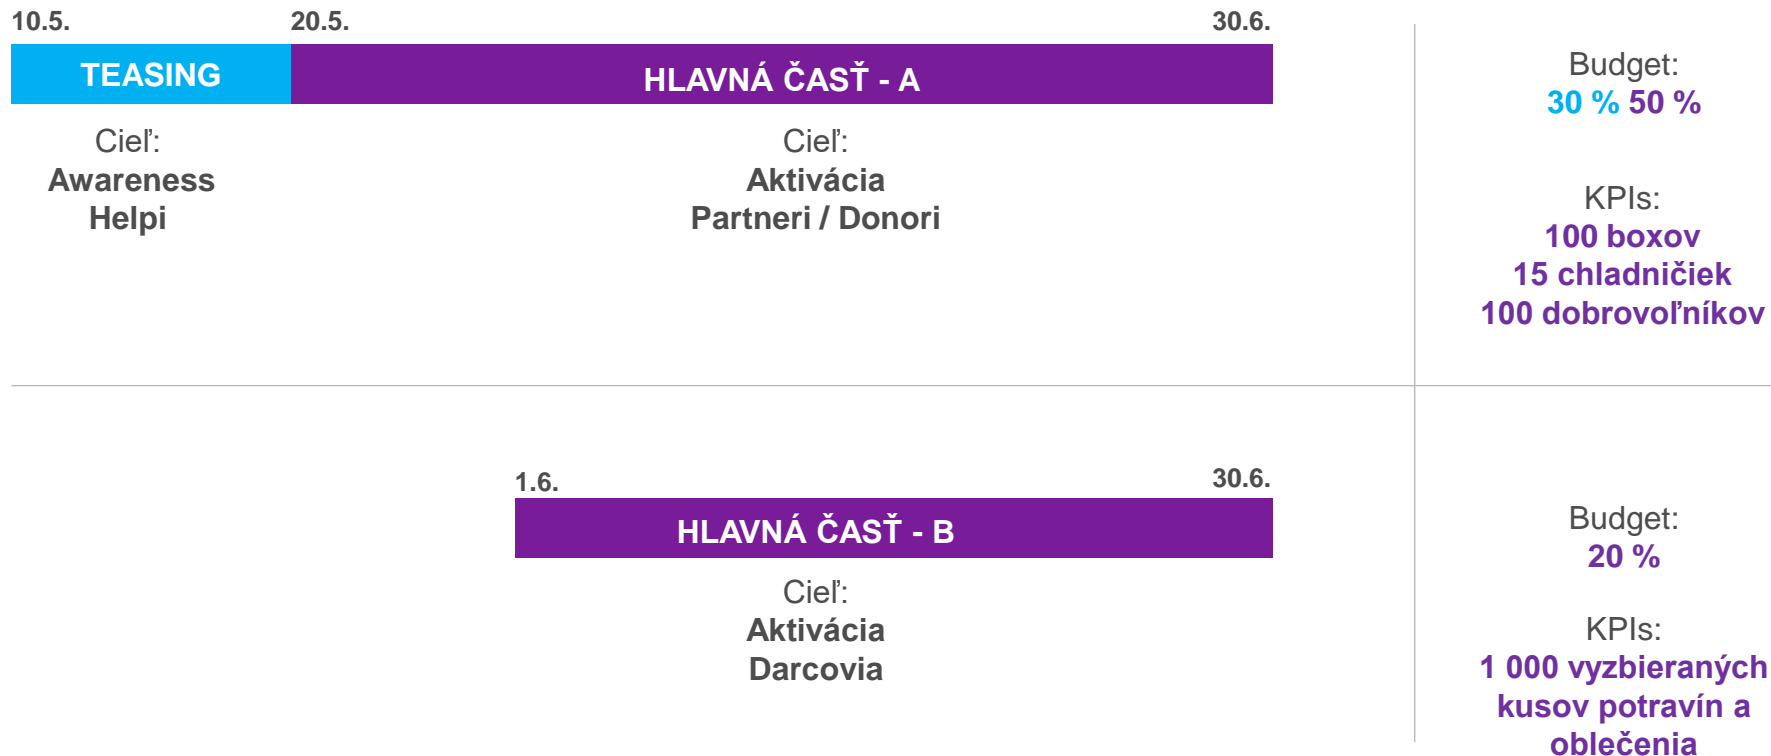 10.5.
20.5.
30.6.
TEASING
HLAVNÁ ČASŤ - A
Cieľ:
Awareness
Helpi
Cieľ:
Aktivácia
Partneri / Donori
Budget:
30 % 50 %
KPIs:
100 boxov
15 chladničiek
100 dobrovoľníkov
1.6.
30.6.
HLAVNÁ ČASŤ - B
Cieľ:
Aktivácia
Darcovia
Budget:
20 %
KPIs:
1 000 vyzbieraných
kusov potravín a
oblečenia